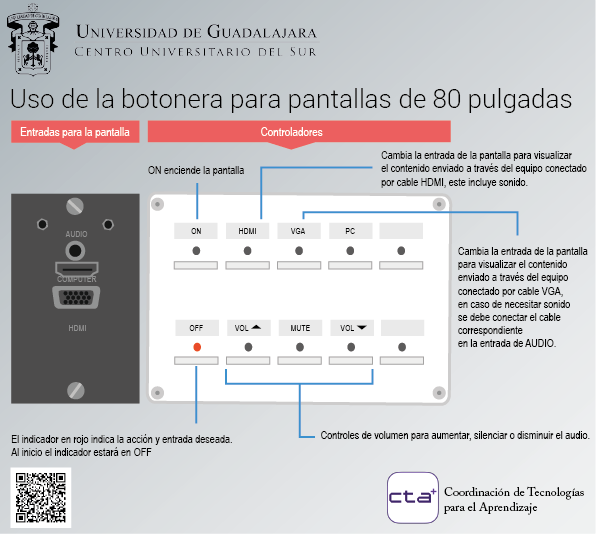 UNIVERSIDAD DE GUADALAJARA
CENTRO UNIVERSITARIO DEL SUR
Uso de la botonera para pantallas de 80 pulgadas
Entradas para la pantalla
Controladores
ON enciende la pantalla
Cambia la entrada de la pantalla para visualizar
el contenido enviado a través del equipo conectado
por cable HDMI, este incluye sonido.
AUDIO
COMPUTER
HDMI
ON HDMI VGA PC
OFF VOL MUTE VOL
Cambia la entrada de la pantalla
para visualizar el contenido
enviado a través del equipo
conectado por cable VGA,
en caso de necesitar sonido
se debe conectar el cable
correspondiente
en la entrada de AUDIO.
El indicador en rojo indica la acción y entrada deseada.
Al inicio el indicador estará en OFF
Controles de volumen para aumentar, silenciar o disminuir el audio.
cta+
Coordinación de Tecnologías
para el Aprendizaje